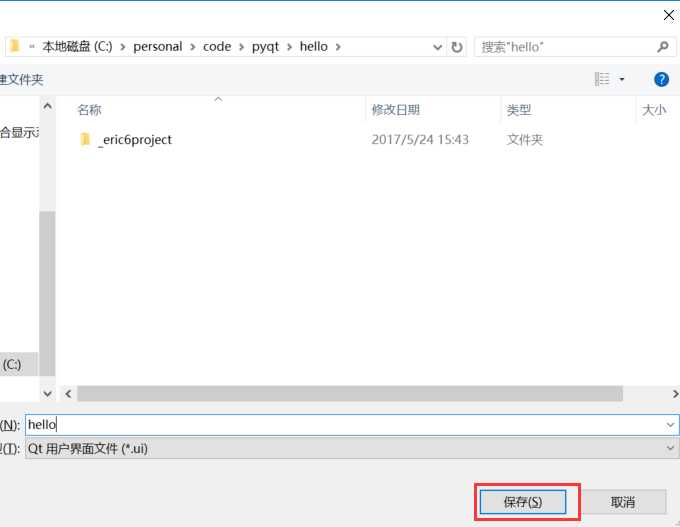 « 本地磁盘 (C:) > personal > code > pyqt > hello >
搜索"hello"
建文件夹
名称 修改日期 类型 大小
_eric6project 2017/5/24 15:43 文件夹
合显示
(C:)
(N): hello
(T): Qt 用户界面文件 (*.ui)
保存(S) 取消